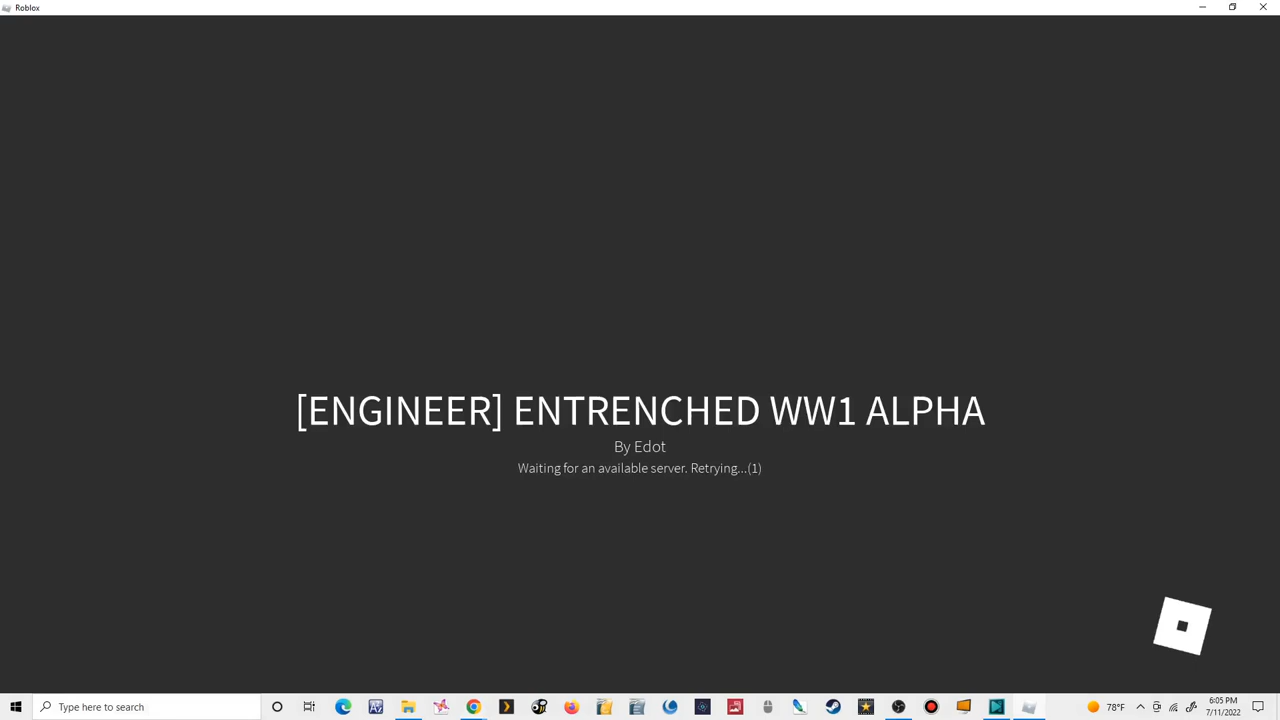 Roblox
[ENGINEER] ENTRENCHED WW1 ALPHA
By Edot
Waiting for an available server. Retrying...(1)
Type here to search
78°F
6:05 PM
7/11/2022